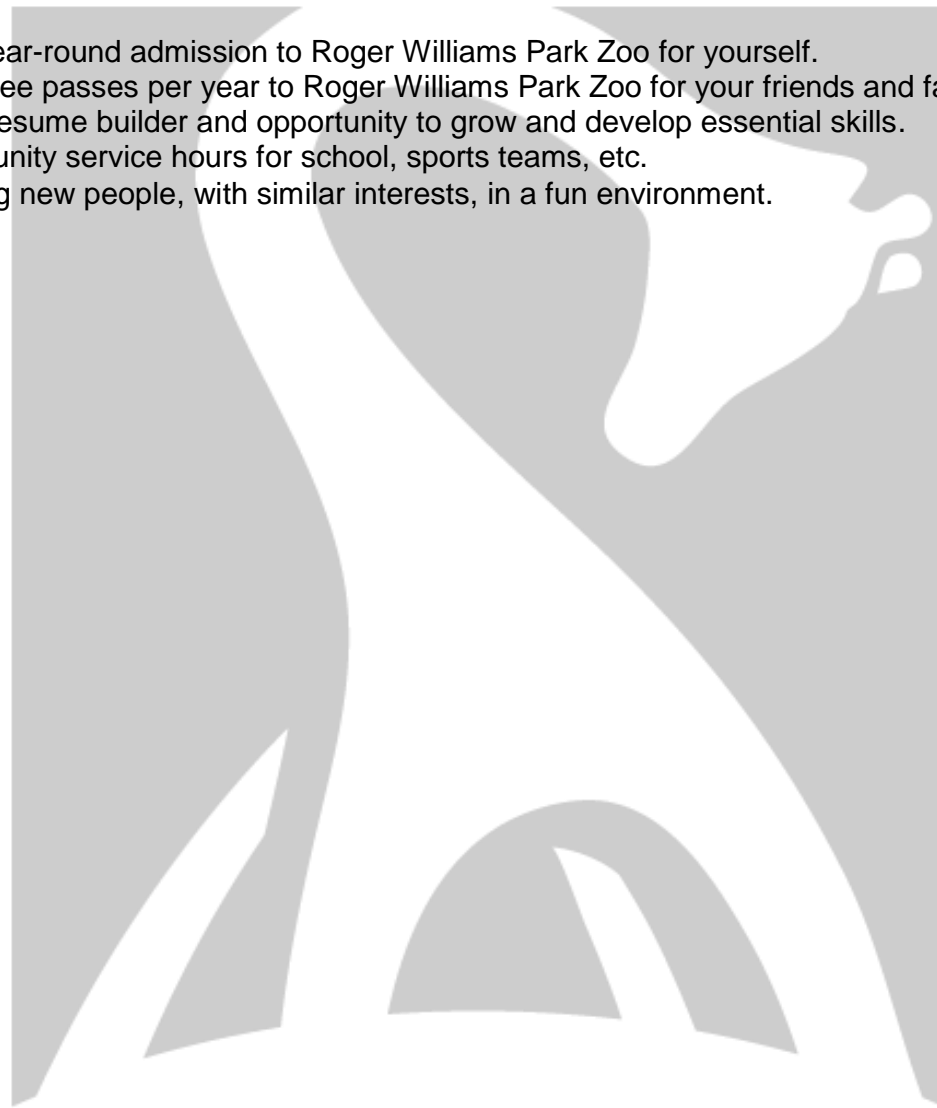 ear-round admission to Roger Williams Park Zoo for yourself.
ee passes per year to Roger Williams Park Zoo for your friends and fa
esume builder and opportunity to grow and develop essential skills.
unity service hours for school, sports teams, etc.
g new people, with similar interests, in a fun environment.